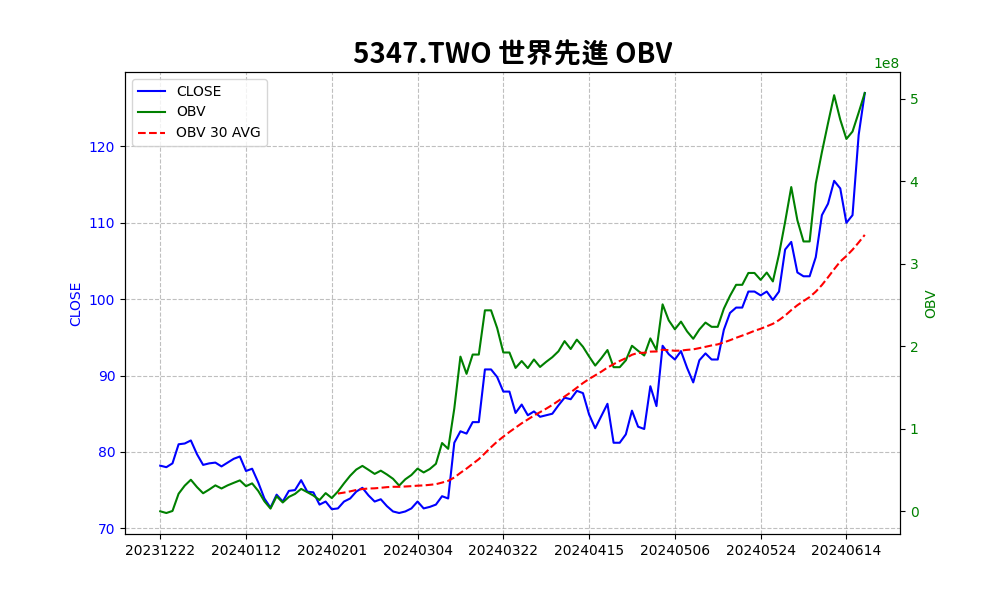 5347.TWO 世界先進 OBV
1e8
CLOSE
OBV
OBV 30 AVG
CLOSE
120
110
100
90
80
70
5
4
3
2
1
0
OBV
20231222 20240112 20240201 20240304 20240322 20240415 20240506 20240524 20240614